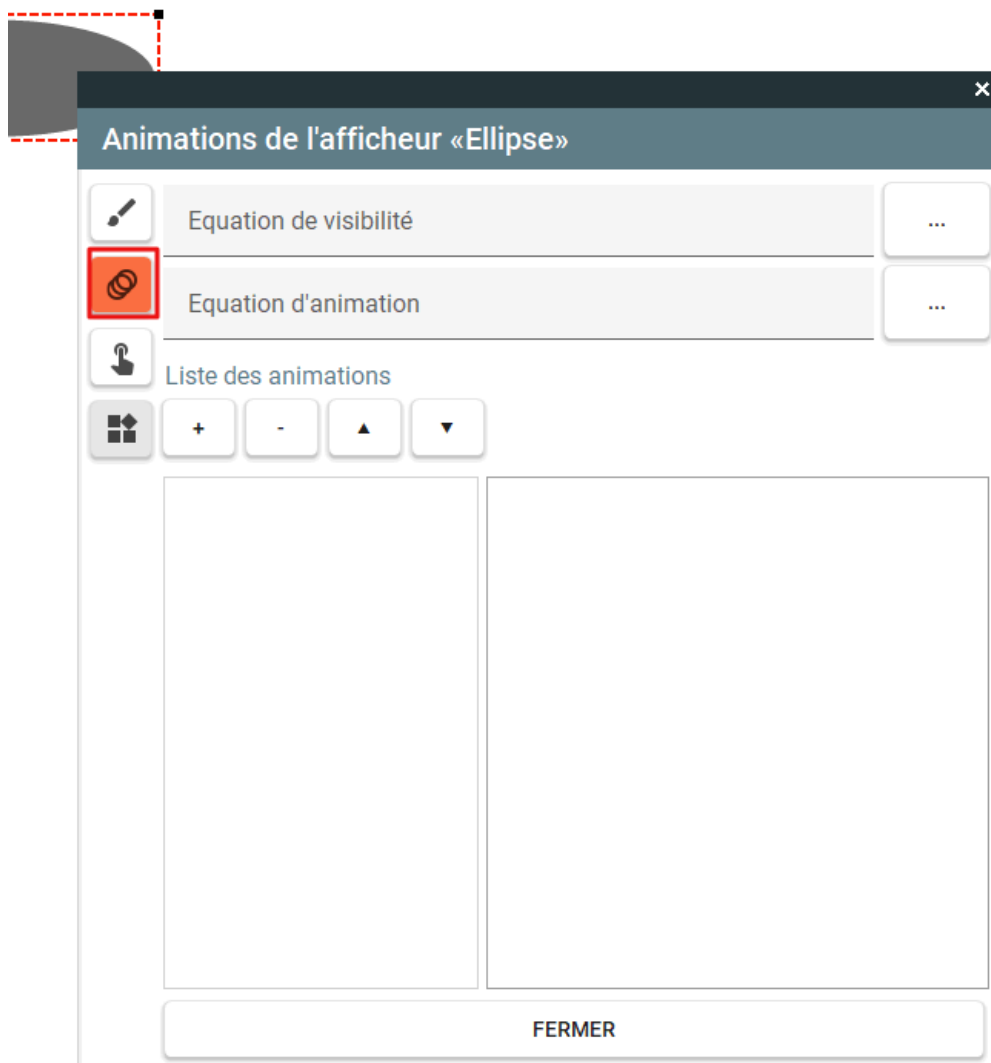 ×
Animations de l'afficheur «Ellipse»
Equation de visibilité
...
Equation d'animation
...
Liste des animations
+ - ▲ ▼
FERMER